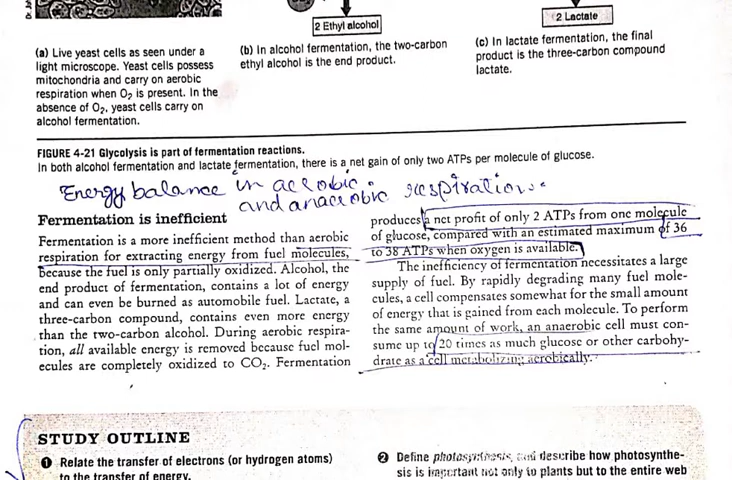 2 Ethyl alcohol
2 Lactate
(a) Live yeast cells as seen under a
light microscope. Yeast cells possess
mitochondria and carry on aerobic
respiration when O₂ is present. In the
absence of O₂, yeast cells carry on
alcohol fermentation.
(b) In alcohol fermentation, the two-carbon
ethyl alcohol is the end product.
(c) In lactate fermentation, the final
product is the three-carbon compound
lactate.
FIGURE 4-21 Glycolysis is part of fermentation reactions.
In both alcohol fermentation and lactate fermentation, there is a net gain of only two ATPs per molecule of glucose.
Energy balance in aerobic
and anaerobic respiration.
Fermentation is inefficient
Fermentation is a more inefficient method than aerobic
respiration for extracting energy from fuel molecules,
because the fuel is only partially oxidized. Alcohol, the
end product of fermentation, contains a lot of energy
and can even be burned as automobile fuel. Lactate, a
three-carbon compound, contains even more energy
than the two-carbon alcohol. During aerobic respira-
tion, all available energy is removed because fuel mol-
ecules are completely oxidized to CO₂. Fermentation
produces a net profit of only 2 ATPs from one molecule
of glucose, compared with an estimated maximum of 36
to 38 ATPs when oxygen is available.
The inefficiency of fermentation necessitates a large
supply of fuel. By rapidly degrading many fuel mole-
cules, a cell compensates somewhat for the small amount
of energy that is gained from each molecule. To perform
the same amount of work, an anaerobic cell must con-
sume up to 20 times as much glucose or other carbohy-
drate as a cell metabolizing aerobically.
STUDY OUTLINE
1 Relate the transfer of electrons (or hydrogen atoms)
to the transfer of energy.
2 Define photosynthesis, and describe how photosynthe-
sis is important not only to plants but to the entire web